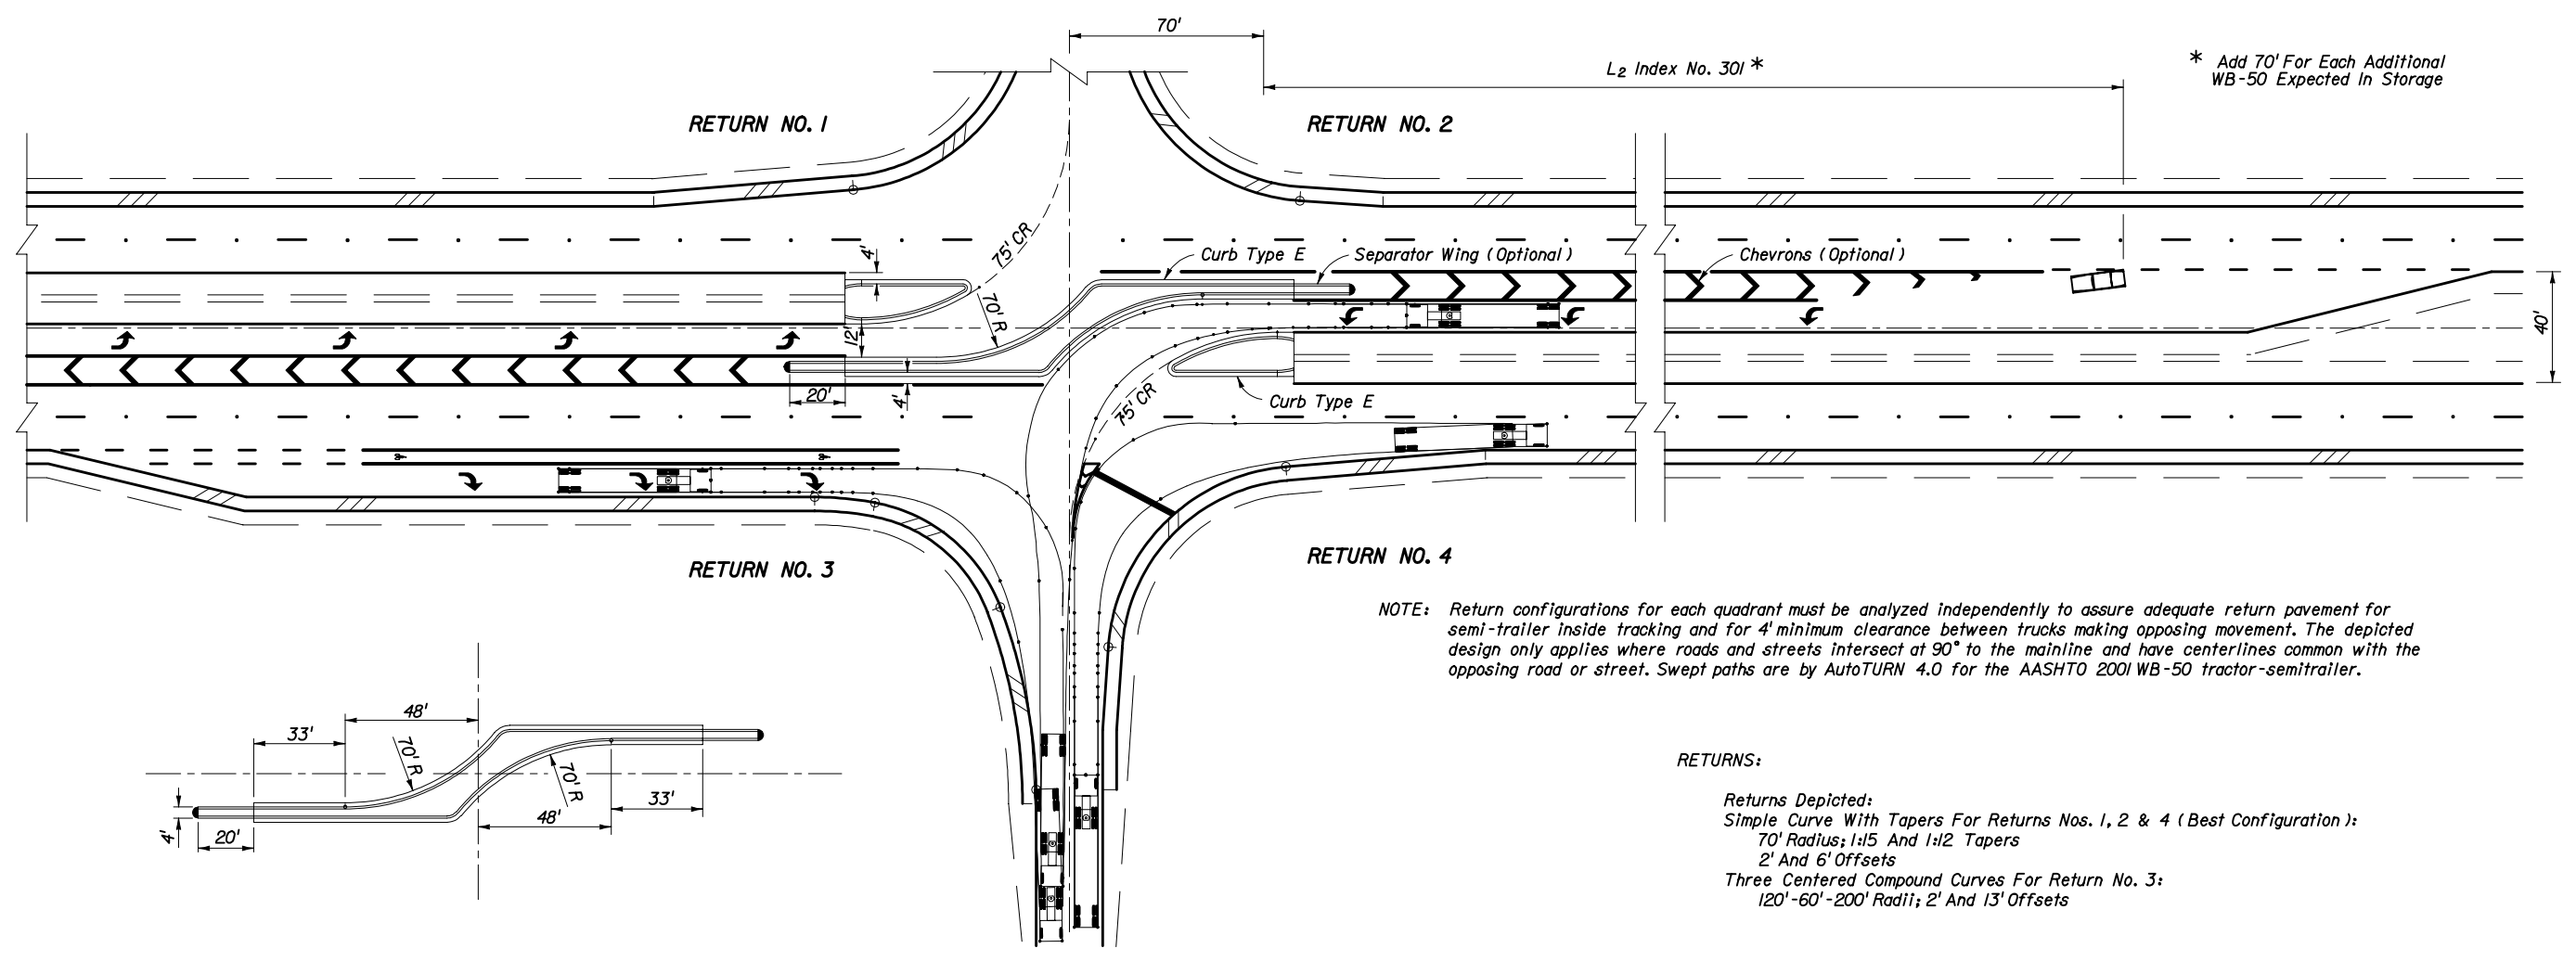 70'
L2 Index No. 301 *
* Add 70' For Each Additional
WB-50 Expected In Storage
RETURN NO. 1
RETURN NO. 2
75' CR
4'
Curb Type E
Separator Wing (Optional)
Chevrons (Optional)
70' R
12'
40'
20'
4'
75' CR
Curb Type E
RETURN NO. 3
RETURN NO. 4
NOTE: Return configurations for each quadrant must be analyzed independently to assure adequate return pavement for
semi-trailer inside tracking and for 4' minimum clearance between trucks making opposing movement. The depicted
design only applies where roads and streets intersect at 90° to the mainline and have centerlines common with the
opposing road or street. Swept paths are by AutoTURN 4.0 for the AASHTO 2001 WB-50 tractor-semitrailer.
48'
33'
70' R
70' R
33'
48'
4'
20'
RETURNS:
Returns Depicted:
Simple Curve With Tapers For Returns Nos. 1, 2 & 4 (Best Configuration):
70' Radius; 1:15 And 1:12 Tapers
2' And 6' Offsets
Three Centered Compound Curves For Return No. 3:
120'-60'-200' Radii; 2' And 13' Offsets